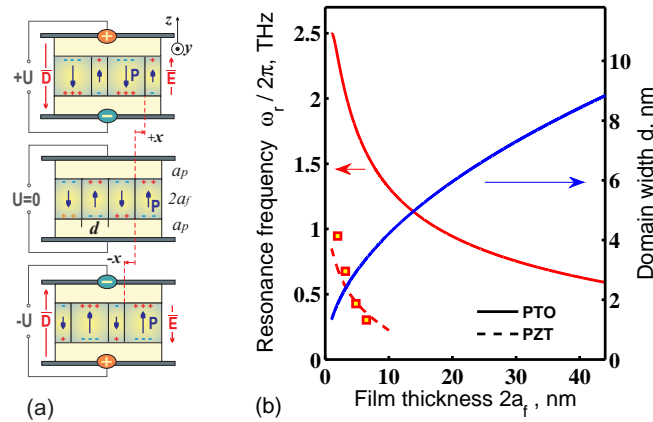 z
y
+
+U
D
E
- - -
- -
P
+++
+
–
+x
U=0
a_p
2a_f
a_p
d
P
-x
–
-U
D
E
P
+
(a)
Resonance frequency ω_r / 2π, THz
2.5
2
1.5
1
0.5
0
10
8
6
4
2
0
Domain width d, nm
PTO
PZT
0 10 20 30 40
Film thickness 2a_f , nm
(b)